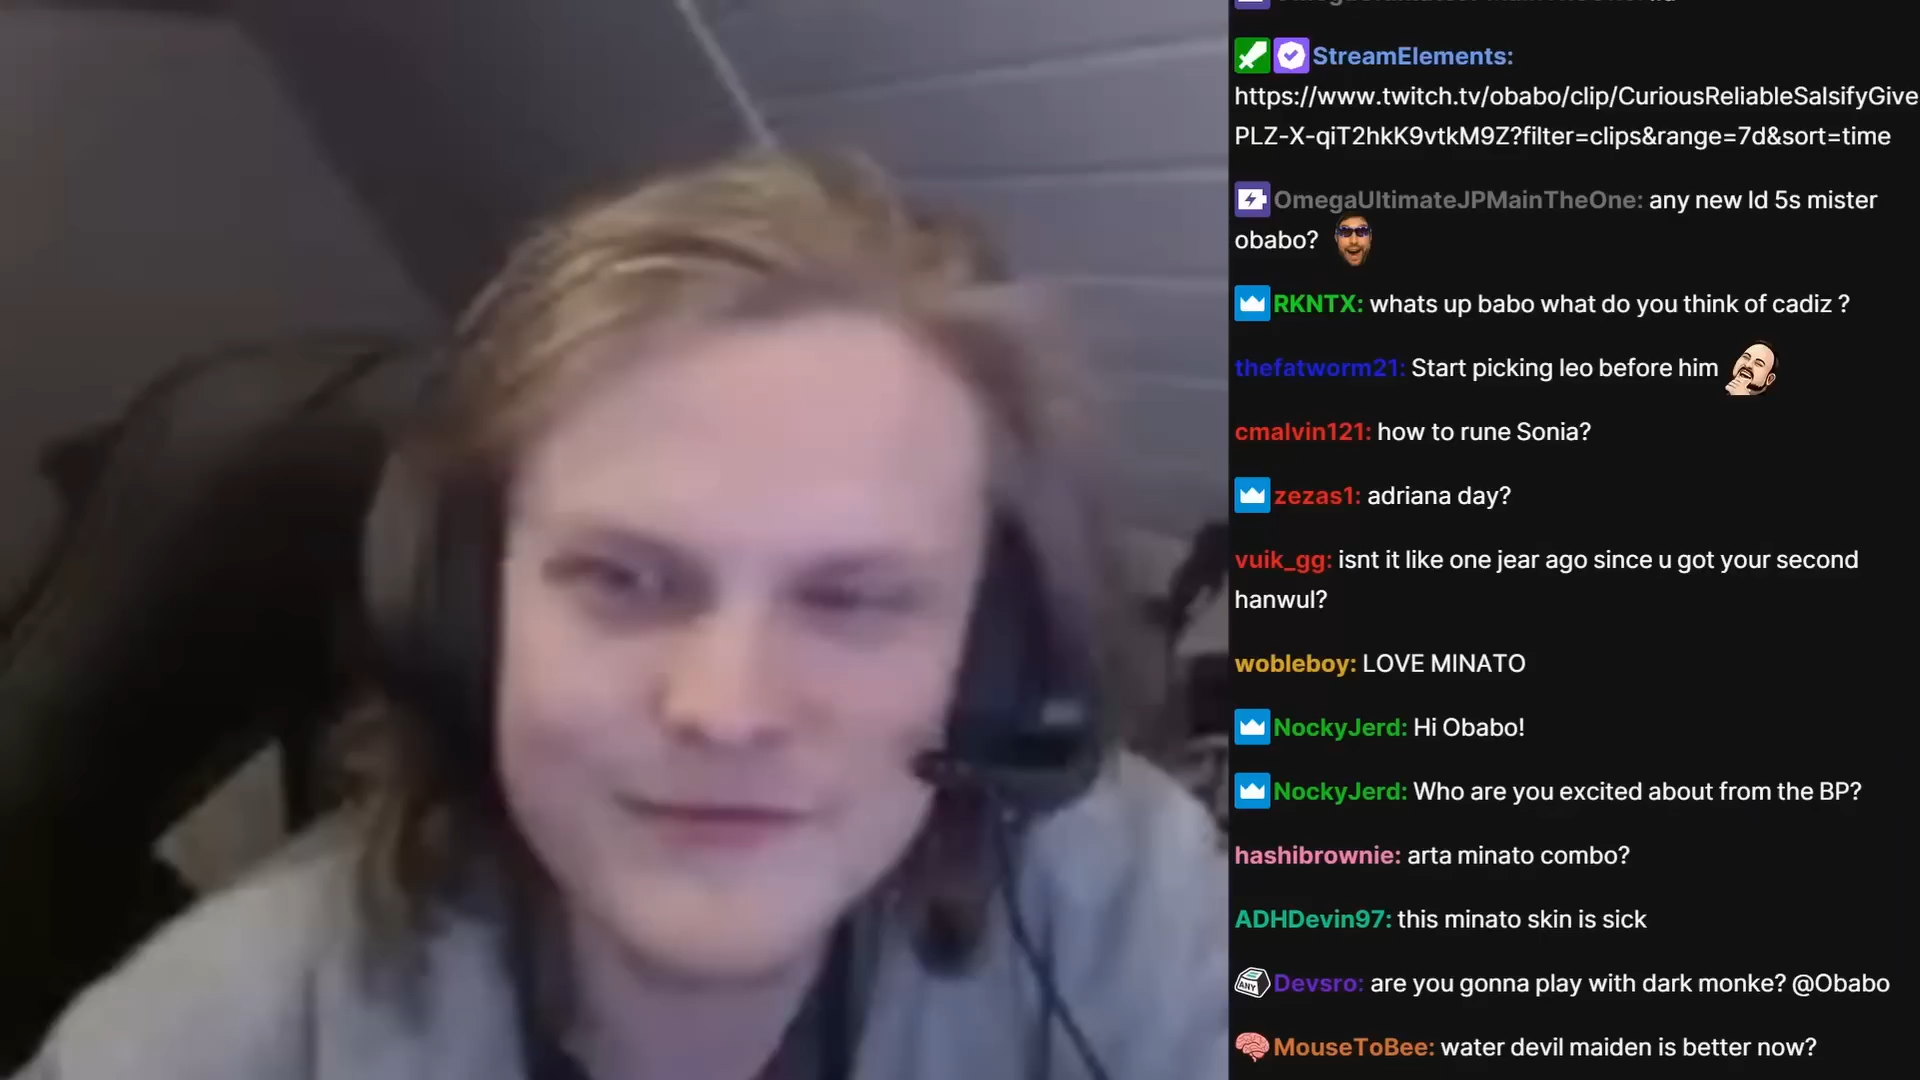 StreamElements:
https://www.twitch.tv/obabo/clip/CuriousReliableSalsifyGive
PLZ-X-qiT2hkK9vtkM9Z?filter=clips&range=7d&sort=time
OmegaUltimateJPMainTheOne: any new ld 5s mister
obabo?
RKNTX: whats up babo what do you think of cadiz ?
thefatworm21: Start picking leo before him
cmalvin121: how to rune Sonia?
zezas1: adriana day?
vuik_gg: isnt it like one jear ago since u got your second
hanwul?
wobleboy: LOVE MINATO
NockyJerd: Hi Obabo!
NockyJerd: Who are you excited about from the BP?
hashibrownie: arta minato combo?
ADHDevin97: this minato skin is sick
ANY Devsro: are you gonna play with dark monke? @Obabo
MouseToBee: water devil maiden is better now?